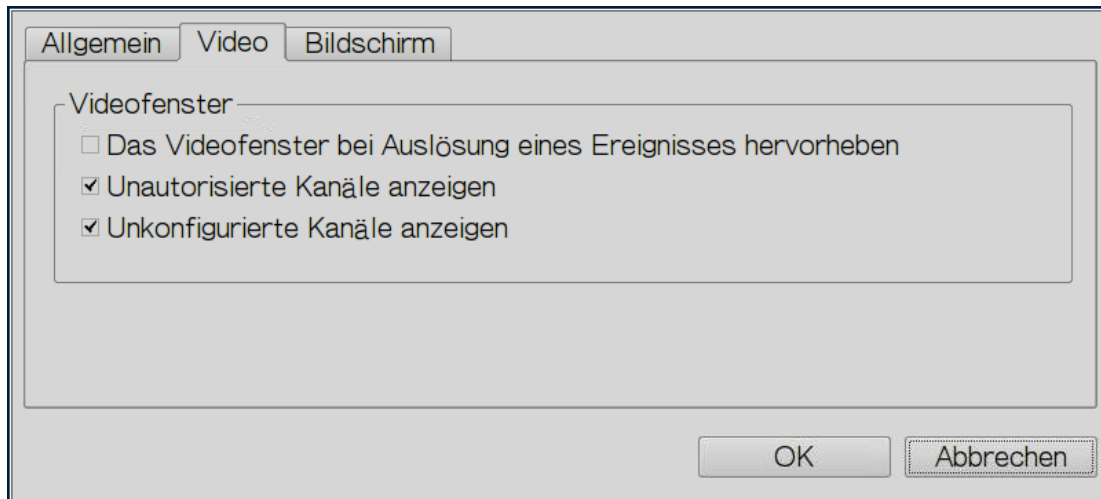 Allgemein Video Bildschirm
Videofenster
Das Videofenster bei Auslösung eines Ereignisses hervorheben
Unautorisierte Kanäle anzeigen
Unkonfigurierte Kanäle anzeigen
OK Abbrechen